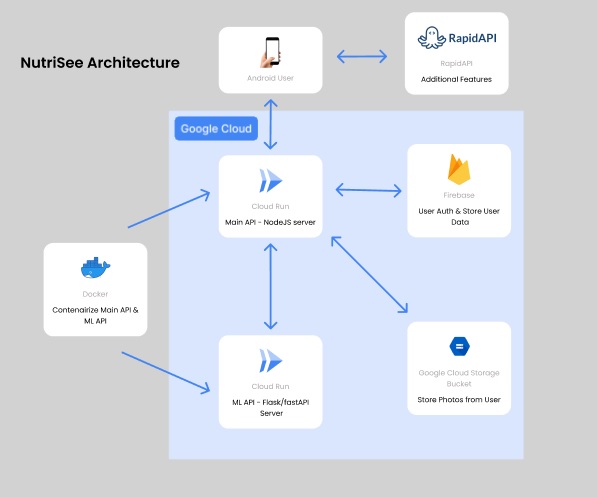 NutriSee Architecture
Android User
RapidAPI
RapidAPI
Additional Features
Google Cloud
Cloud Run
Main API - NodeJS server
Firebase
User Auth & Store User
Data
Docker
Contenairize Main API &
ML API
Cloud Run
ML API - Flask/fastAPI
Server
Google Cloud Storage
Bucket
Store Photos from User